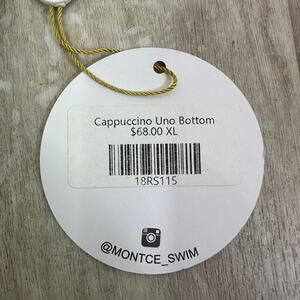 Cappuccino Uno Bottom
$68.00 XL
18RS115
@MONTCE_SWIM